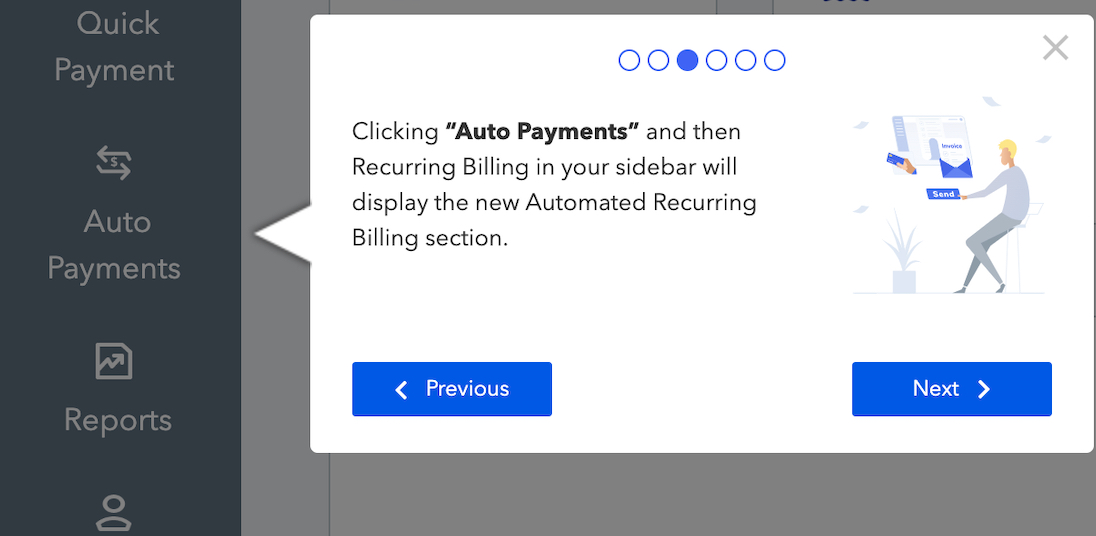 Quick
Payment
Auto
Payments
Reports
Clicking “Auto Payments” and then
Recurring Billing in your sidebar will
display the new Automated Recurring
Billing section.
Invoice
Send
Previous
Next